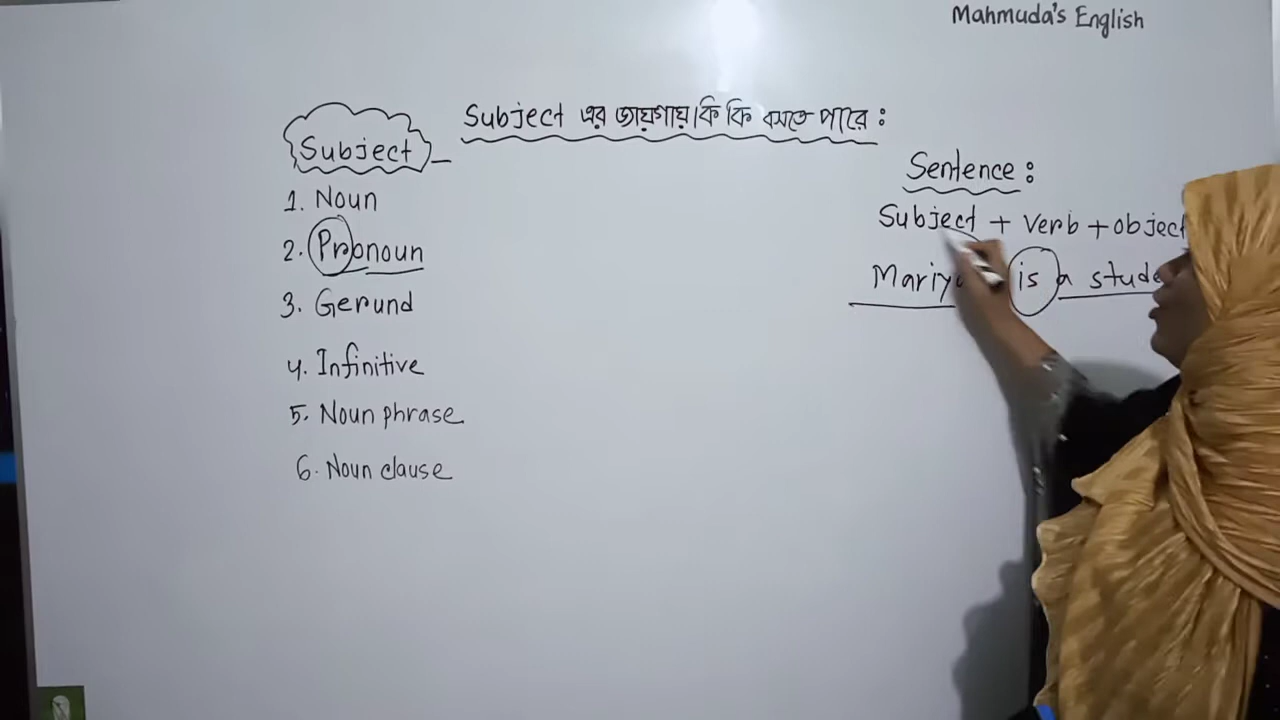 Mahmuda's English
Subject এর জায়গায় কি কি বসতে পারে :
Subject
1. Noun
2. Pronoun
3. Gerund
4. Infinitive
5. Noun phrase
6. Noun clause
Sentence :
Subject + Verb + object
is a